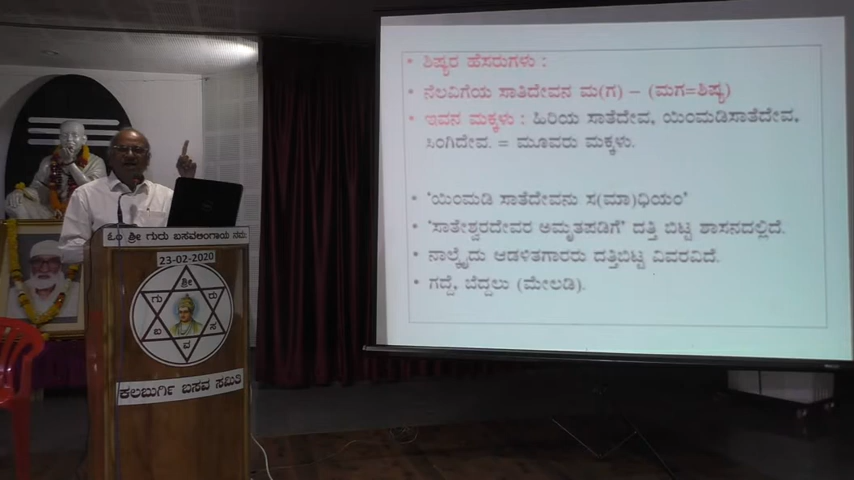 ಶಿಷ್ಯರ ಹೆಸರುಗಳು :
ನೆಲವಿಗೆಯ ಸಾತಿದೇವನ ಮ(ಗ) – (ಮಗ=ಶಿಷ್ಯ)
ಇವನ ಮಕ್ಕಳು : ಹಿರಿಯ ಸಾತೆದೇವ, ಯಿಂಮಡಿಸಾತೆದೇವ,
ಸಿಂಗಿದೇವ. = ಮೂವರು ಮಕ್ಕಳು.
'ಯಿಂಮಡಿ ಸಾತೆದೇವನು ಸ(ಮಾ)ಧಿಯಂ'
'ಸಾತೇಶ್ವರದೇವರ ಅಮೃತಪಡಿಗೆ' ದತ್ತಿ ಬಿಟ್ಟ ಶಾಸನದಲ್ಲಿದೆ.
ನಾಲ್ಕೈದು ಆಡಳಿತಗಾರರು ದತ್ತಿಬಿಟ್ಟ ವಿವರವಿದೆ.
ಗದ್ದೆ, ಬೆದ್ದಲು (ಮೇಲಡಿ).
ಓಂ ಶ್ರೀ ಗುರು ಬಸವಲಿಂಗಾಯ ನಮಃ
23-02-2020
ಶ್ರೀ
ಗು ರು
ಬ ಸ
ವ
ಕಲಬುರ್ಗಿ ಬಸವ ಸಮಿತಿ